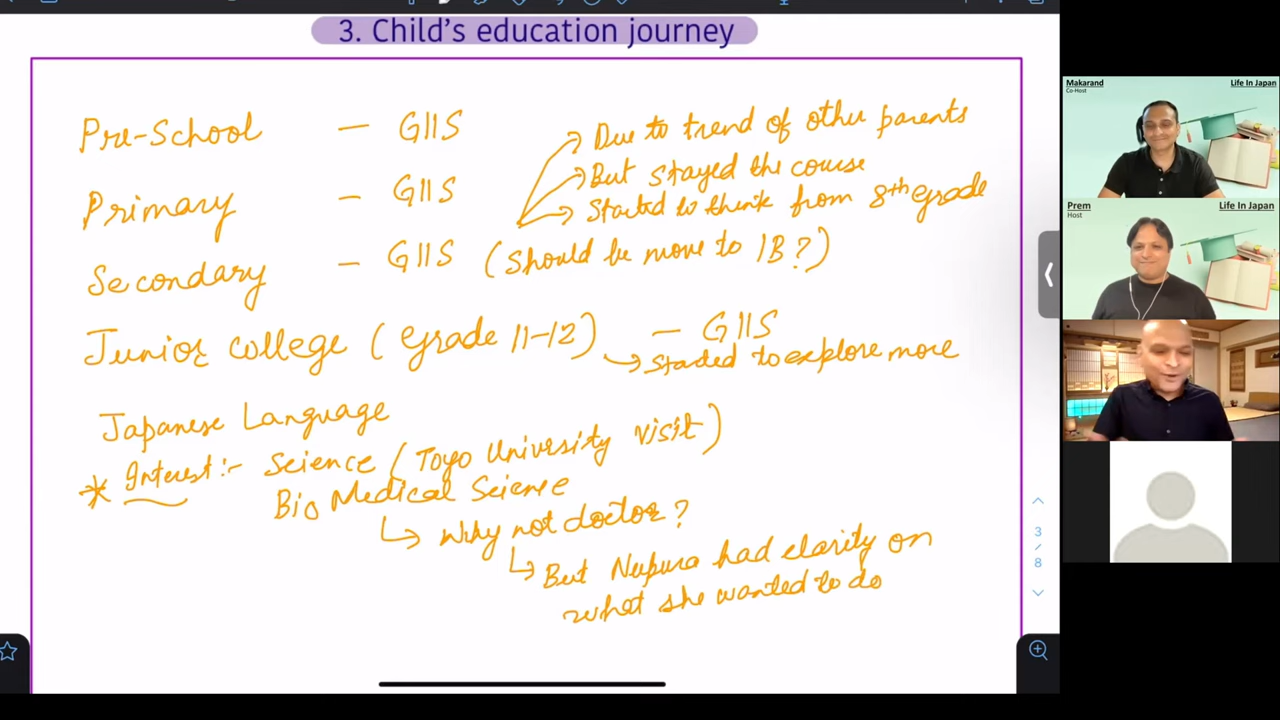 3. Child's education journey
Pre-School — GIIS
Due to trend of other parents
But stayed the course
Primary — GIIS
Started to think from 8th grade
Secondary — GIIS (Should be move to IB?)
Junior college (Grade 11-12) — GIIS
Started to explore more
Japanese Language
* Interest:- Science (Toyo University visit)
Bio Medical Science
Why not doctor?
But Nupura had clarity on
what she wanted to do
3
/
8
Makarand
Co-Host
Life In Japan
Prem
Host
Life In Japan